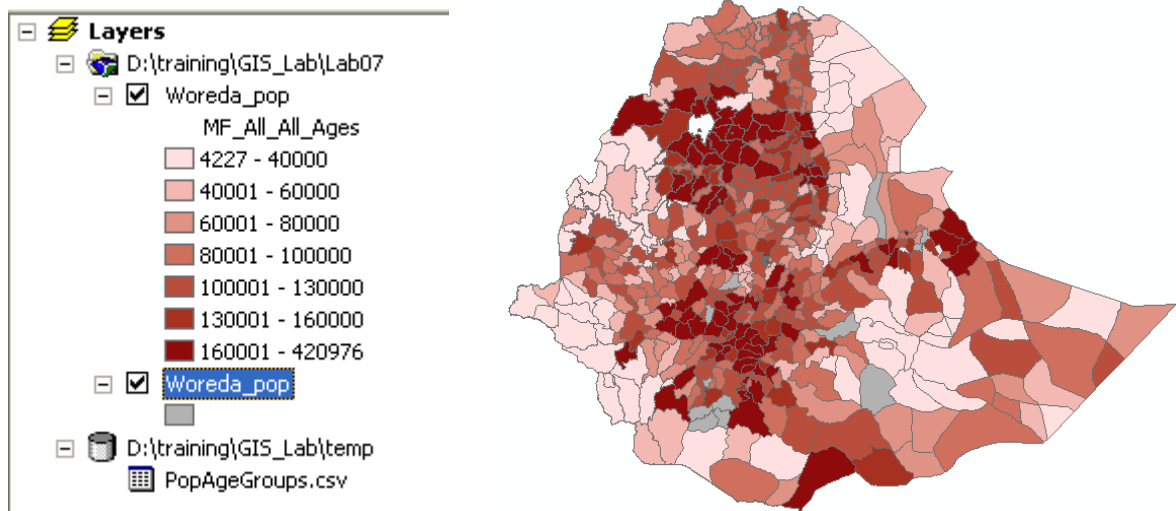 Layers
D:\training\GIS_Lab\Lab07
Woreda_pop
MF_All_All_Ages
4227 - 40000
40001 - 60000
60001 - 80000
80001 - 100000
100001 - 130000
130001 - 160000
160001 - 420976
Woreda_pop
D:\training\GIS_Lab\temp
PopAgeGroups.csv